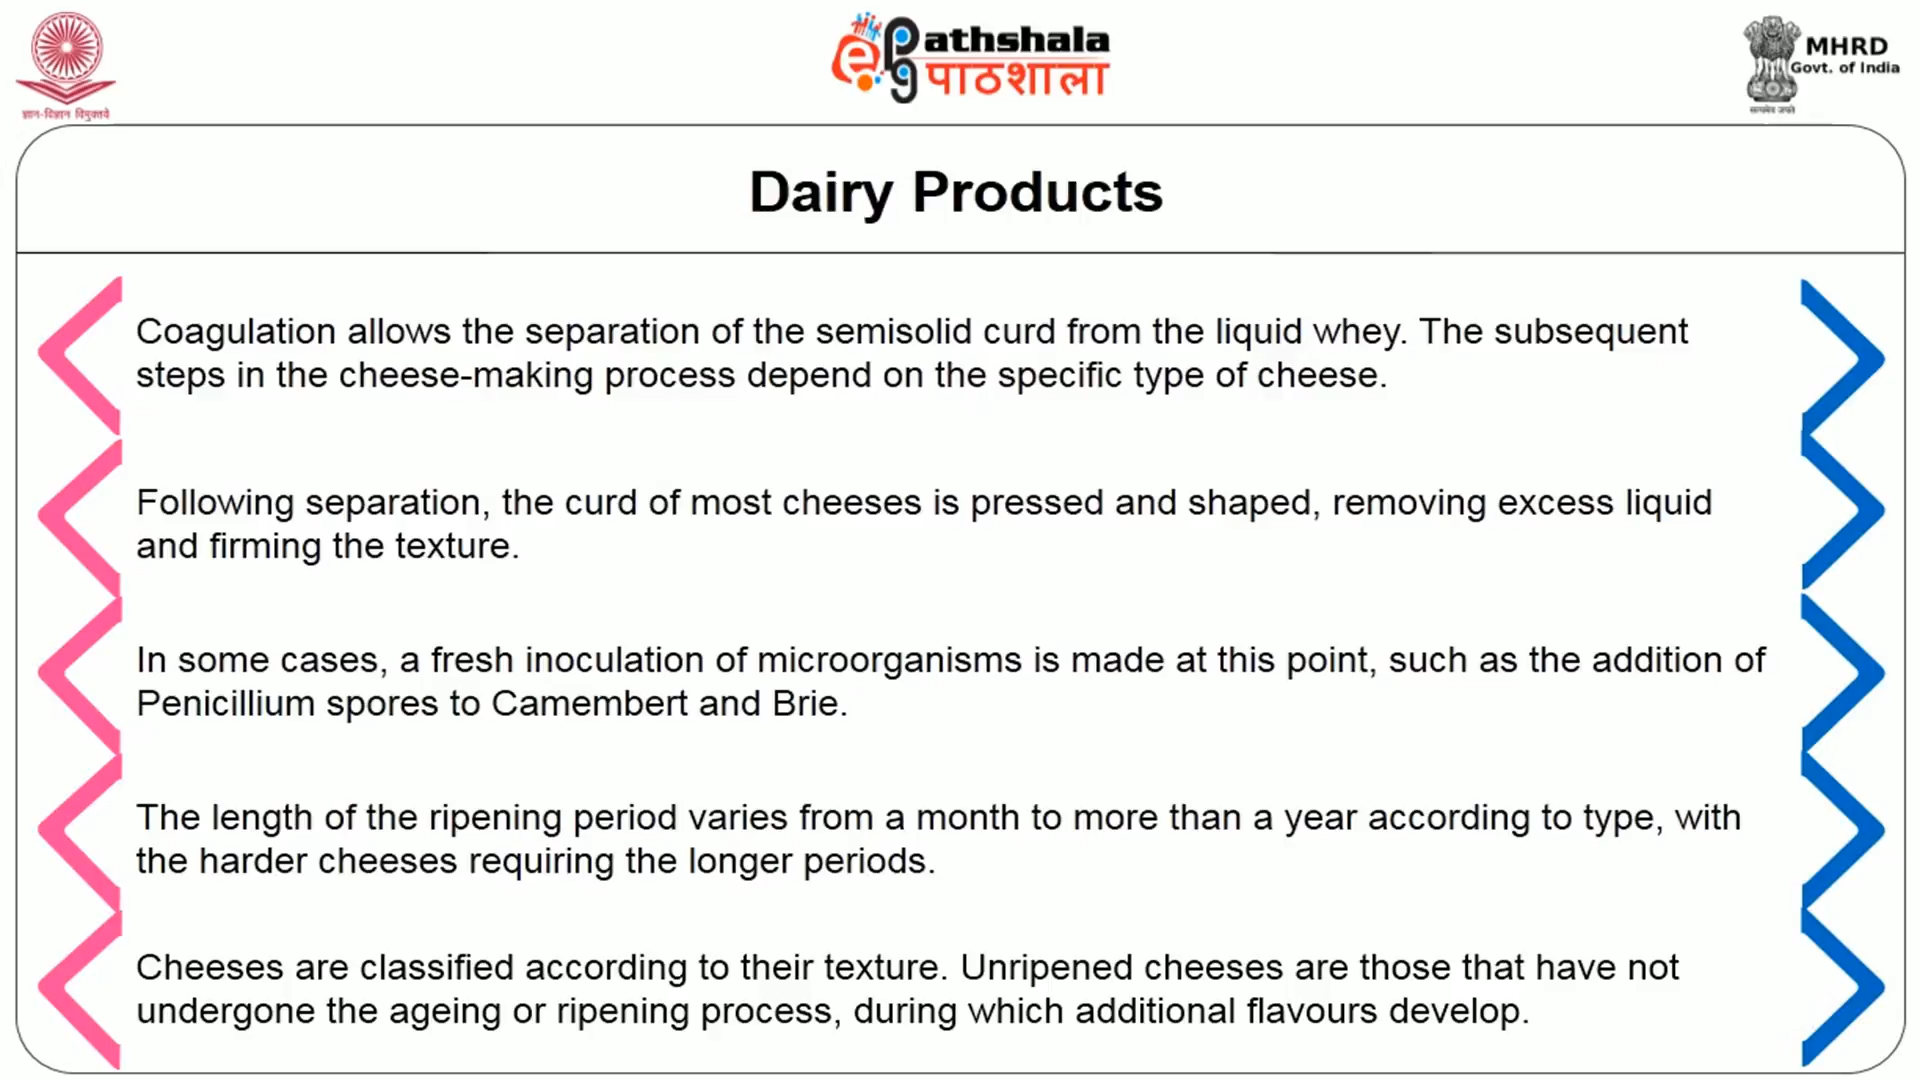 ज्ञान-विज्ञान विमुक्तये
ePG Pathshala
पाठशाला
MHRD
Govt. of India
सत्यमेव जयते
Dairy Products
Coagulation allows the separation of the semisolid curd from the liquid whey. The subsequent
steps in the cheese-making process depend on the specific type of cheese.
Following separation, the curd of most cheeses is pressed and shaped, removing excess liquid
and firming the texture.
In some cases, a fresh inoculation of microorganisms is made at this point, such as the addition of
Penicillium spores to Camembert and Brie.
The length of the ripening period varies from a month to more than a year according to type, with
the harder cheeses requiring the longer periods.
Cheeses are classified according to their texture. Unripened cheeses are those that have not
undergone the ageing or ripening process, during which additional flavours develop.